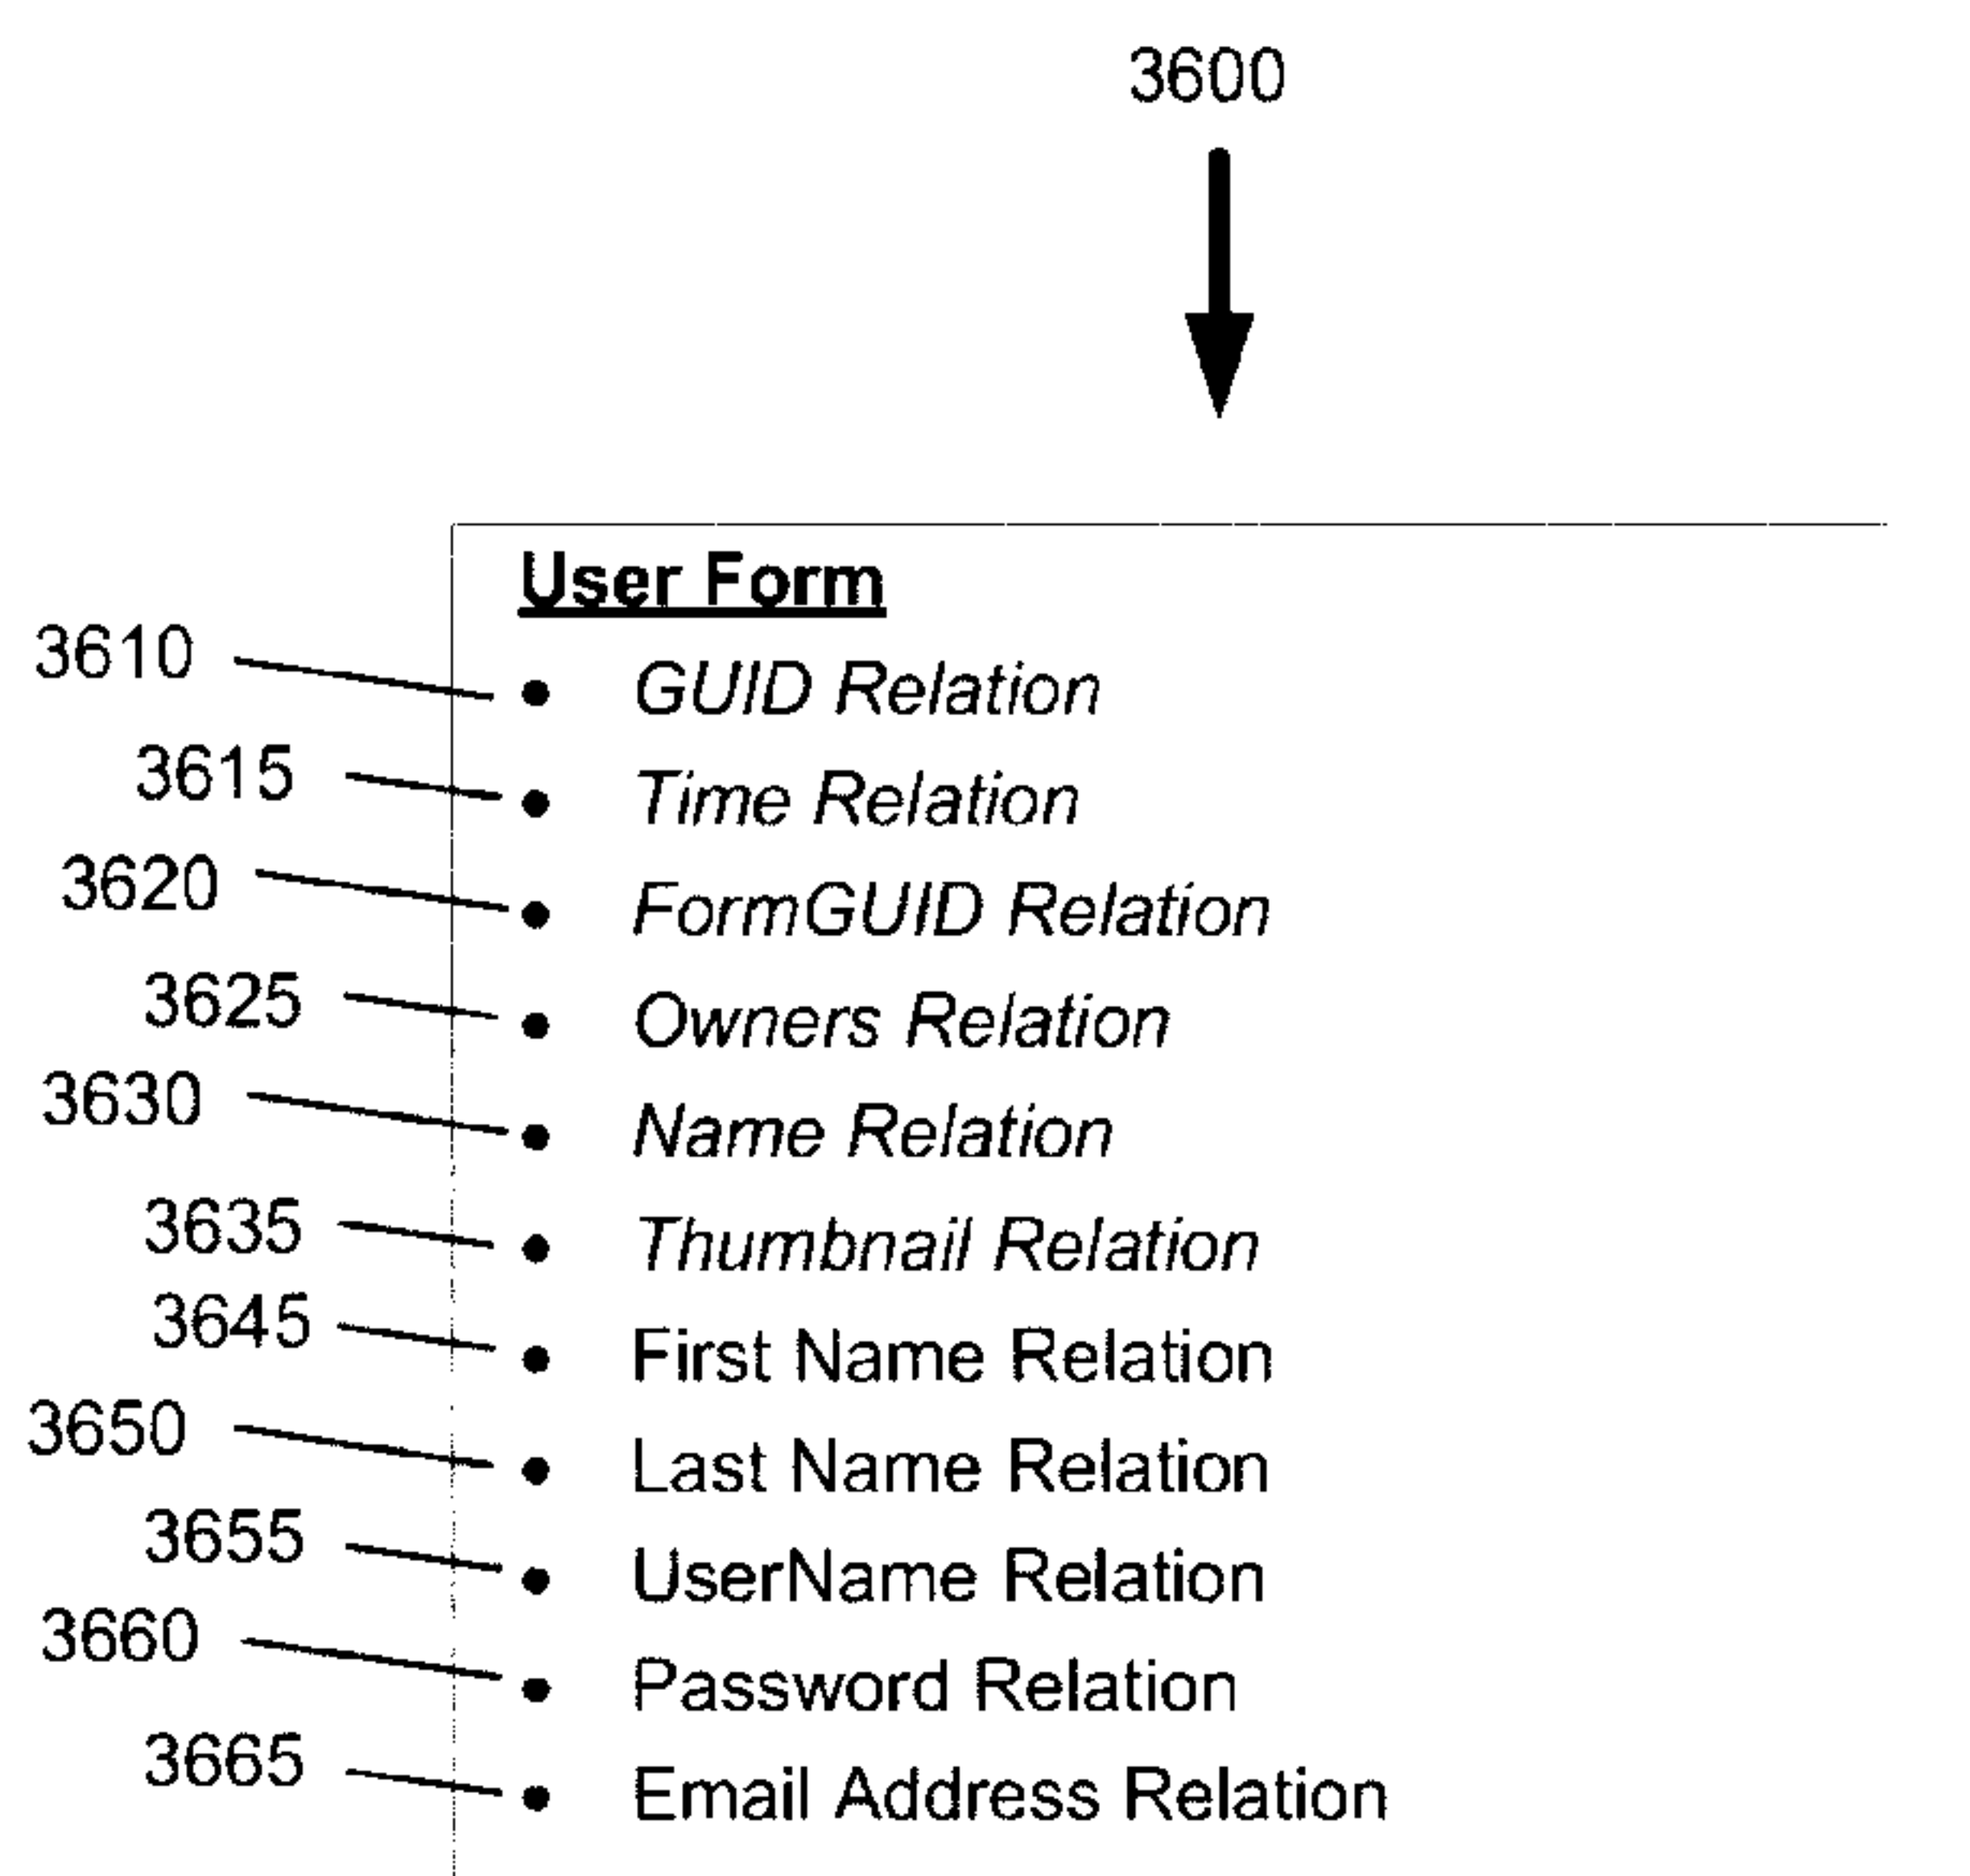 3600
User Form
3610 • GUID Relation
3615 • Time Relation
3620 • FormGUID Relation
3625 • Owners Relation
3630 • Name Relation
3635 • Thumbnail Relation
3645 • First Name Relation
3650 • Last Name Relation
3655 • UserName Relation
3660 • Password Relation
3665 • Email Address Relation